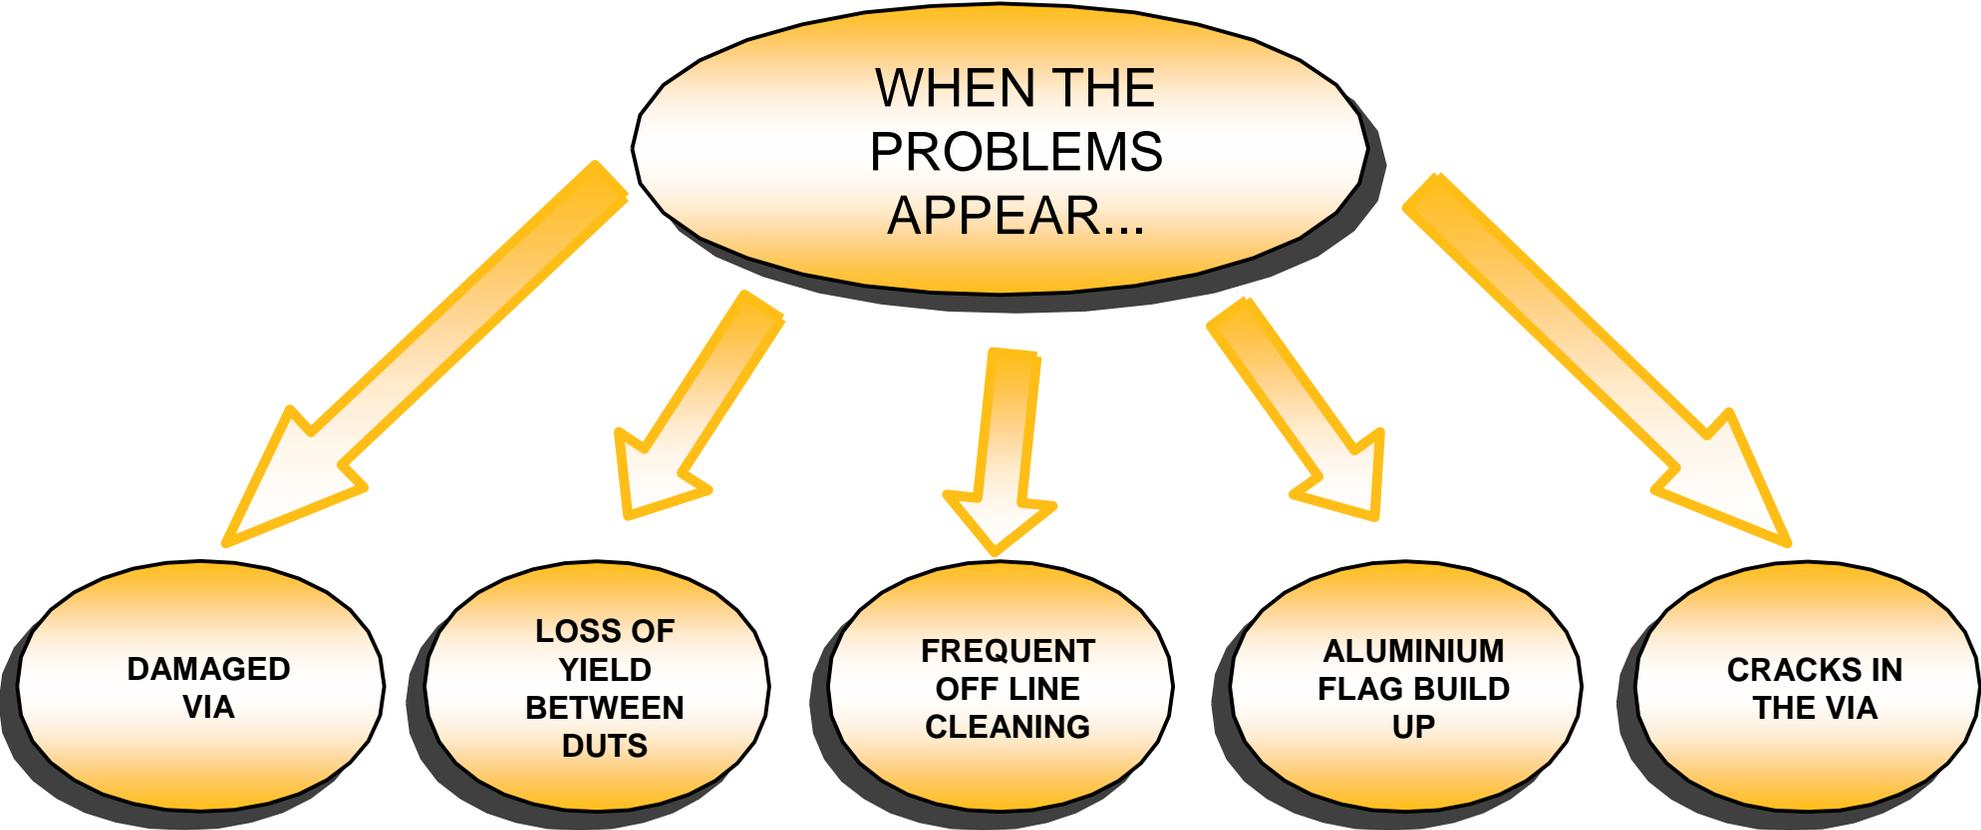 WHEN THE
PROBLEMS
APPEAR...
DAMAGED
VIA
LOSS OF
YIELD
BETWEEN
DUTS
FREQUENT
OFF LINE
CLEANING
ALUMINIUM
FLAG BUILD
UP
CRACKS IN
THE VIA